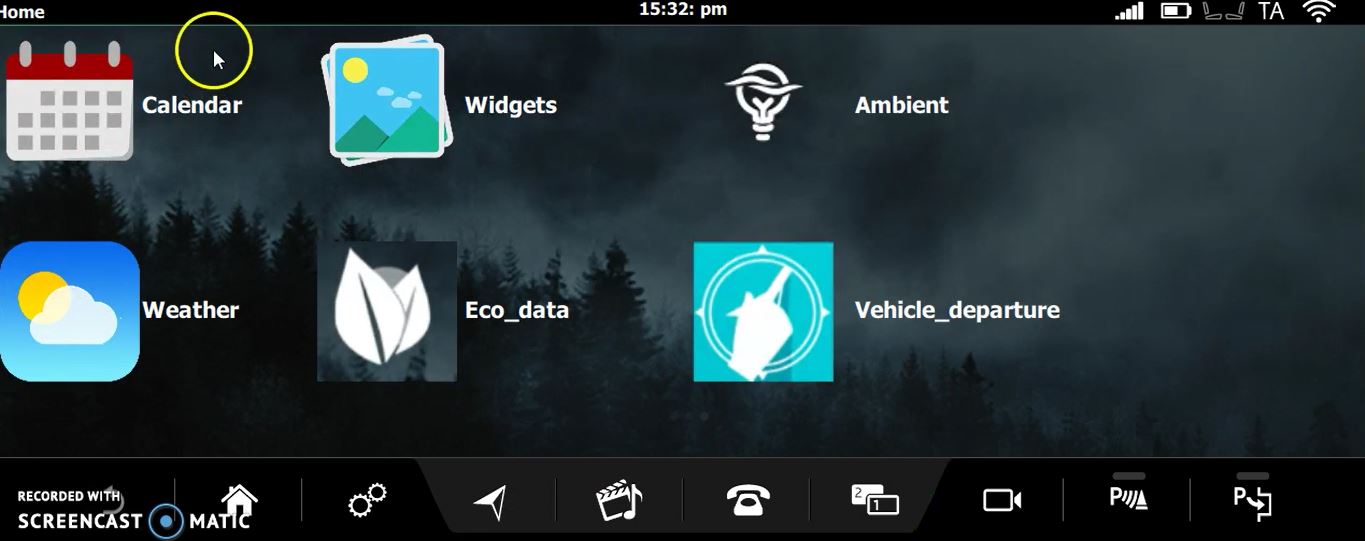 Home
15:32: pm
TA
Calendar
Widgets
Ambient
Weather
Eco_data
Vehicle_departure
RECORDED WITH
SCREENCAST MATIC
2
1
P
P